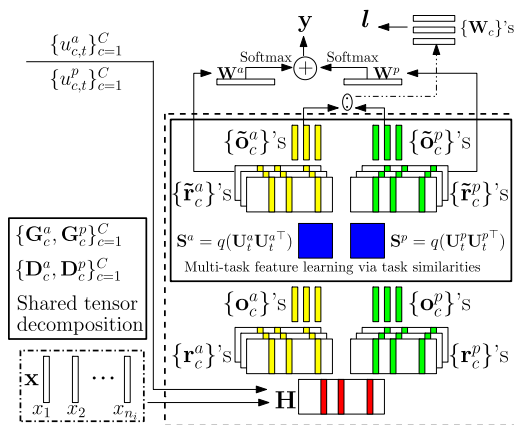 y
l
{W_c}'s
{u^a_{c,t}}^C_{c=1}
{u^p_{c,t}}^C_{c=1}
Softmax
Softmax
W^a
+
W^p
:
{õ^a_c}'s
{õ^p_c}'s
{r̃^a_c}'s
{r̃^p_c}'s
S^a = q(U^a_t U^{a⊤}_t)
S^p = q(U^p_t U^{p⊤}_t)
Multi-task feature learning via task similarities
{G^a_c, G^p_c}^C_{c=1}
{D^a_c, D^p_c}^C_{c=1}
Shared tensor
decomposition
{o^a_c}'s
{o^p_c}'s
{r^a_c}'s
{r^p_c}'s
x
···
x_1
x_2
x_{n_i}
H